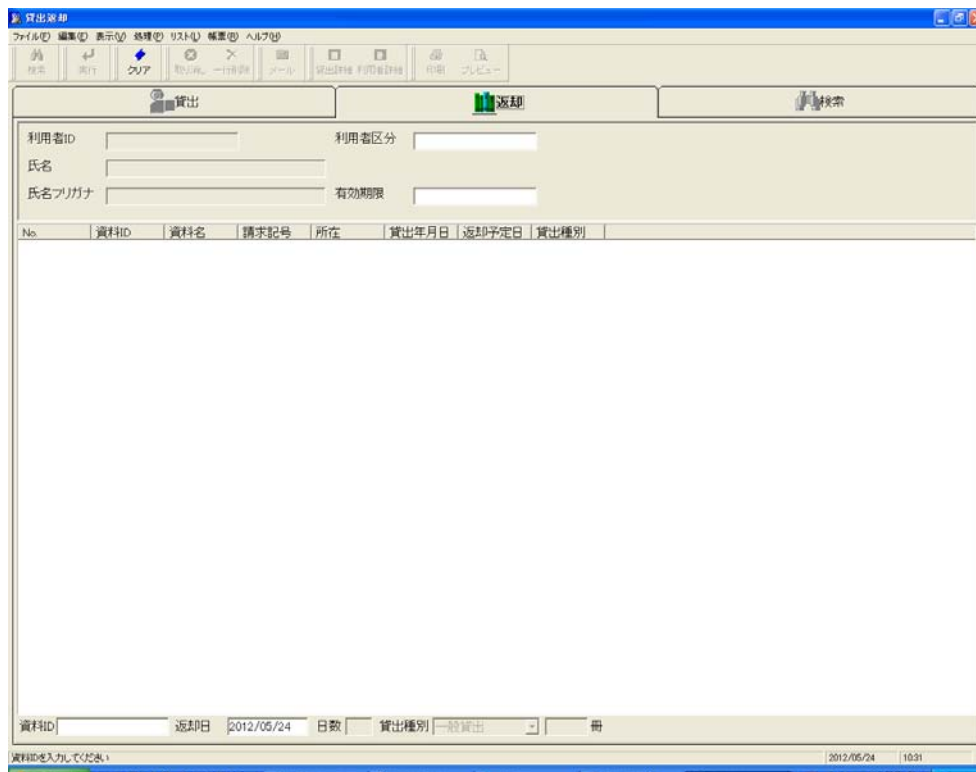 貸出返却
ファイル(F) 編集(E) 表示(V) 処理(P) リスト(L) 帳票(R) ヘルプ(H)
検索 実行 クリア 取り消し 一行削除 メール 貸出詳細 利用者詳細 印刷 プレビュー
貸出 返却 検索
利用者ID 利用者区分
氏名
氏名フリガナ 有効期限
No. 資料ID 資料名 請求記号 所在 貸出年月日 返却予定日 貸出種別
資料ID 返却日 2012/05/24 日数 貸出種別 一般貸出 冊
資料IDを入力してください 2012/05/24 10:31